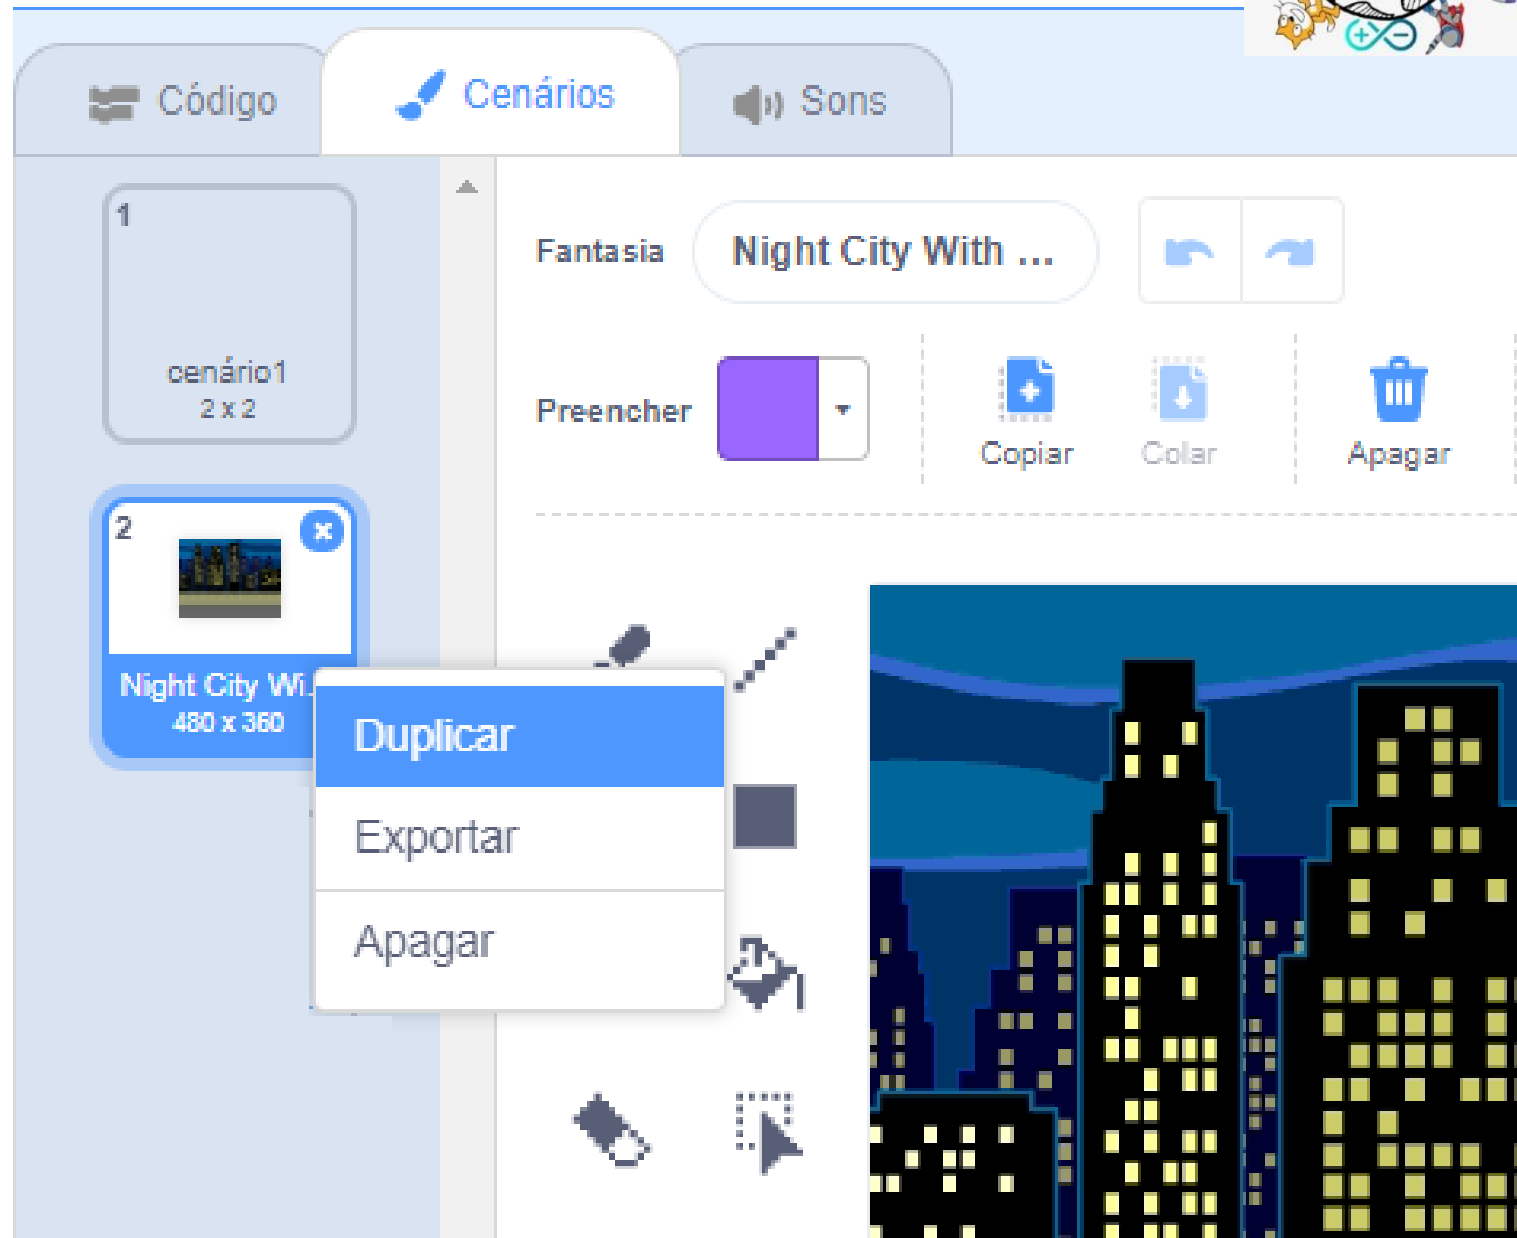 Código
Cenários
Sons
1
cenário1
2 x 2
2
Night City Wi...
480 x 360
Fantasia
Night City With ...
Preencher
Copiar
Colar
Apagar
Duplicar
Exportar
Apagar